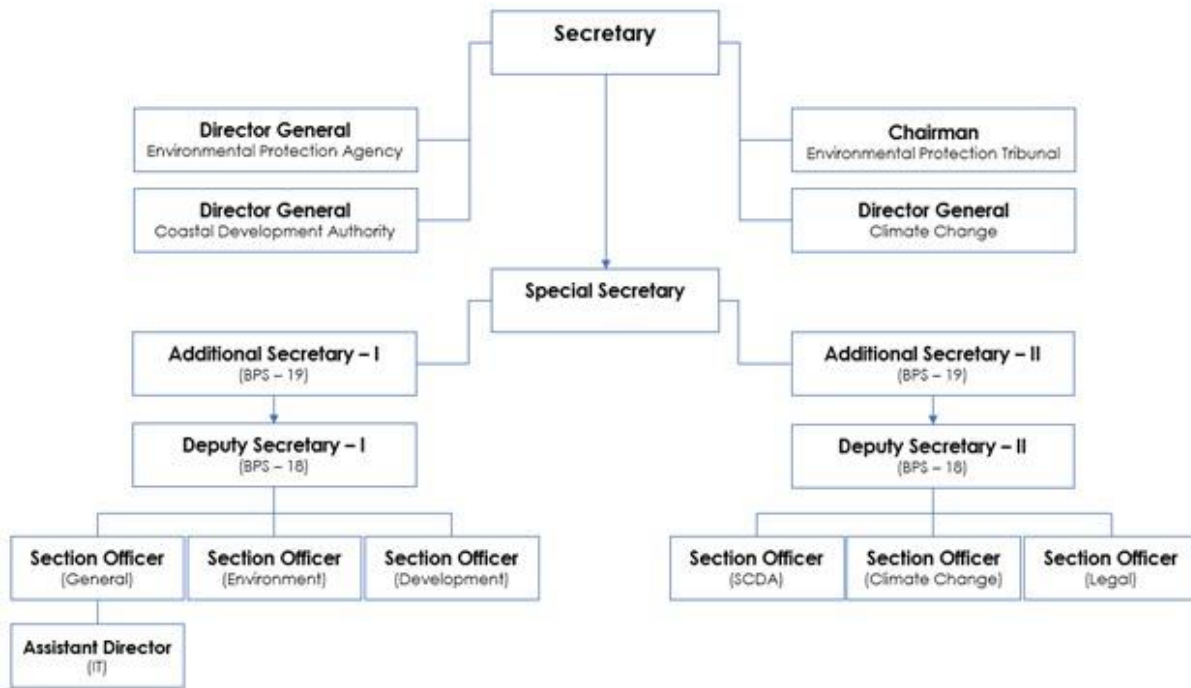 Secretary
Director General
Environmental Protection Agency
Chairman
Environmental Protection Tribunal
Director General
Coastal Development Authority
Director General
Climate Change
Special Secretary
Additional Secretary – I
(BPS – 19)
Additional Secretary – II
(BPS – 19)
Deputy Secretary – I
(BPS – 18)
Deputy Secretary – II
(BPS – 18)
Section Officer
(General)
Section Officer
(Environment)
Section Officer
(Development)
Section Officer
(SCDA)
Section Officer
(Climate Change)
Section Officer
(Legal)
Assistant Director
(IT)